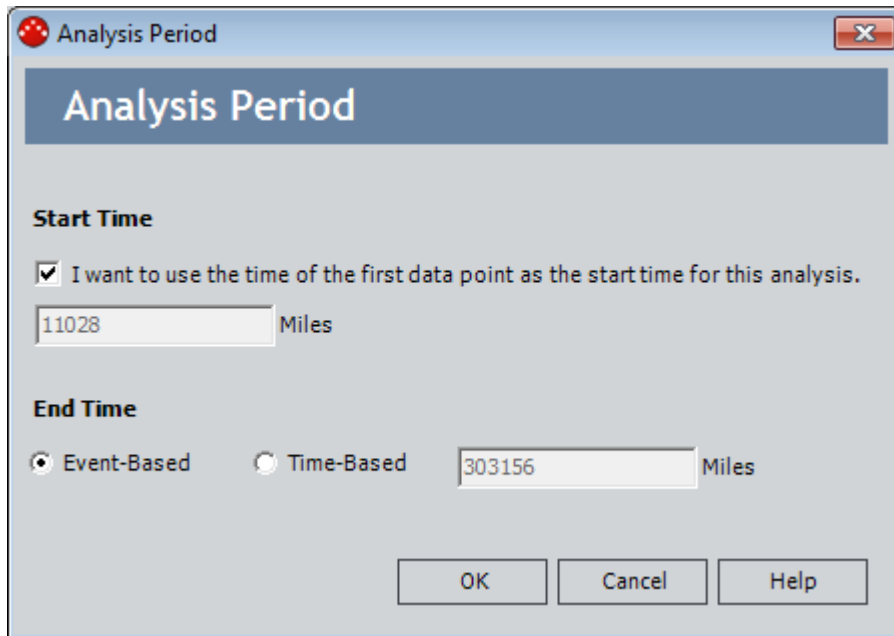 Analysis Period
Analysis Period
Start Time
I want to use the time of the first data point as the start time for this analysis.
11028 Miles
End Time
Event-Based Time-Based 303156 Miles
OK Cancel Help